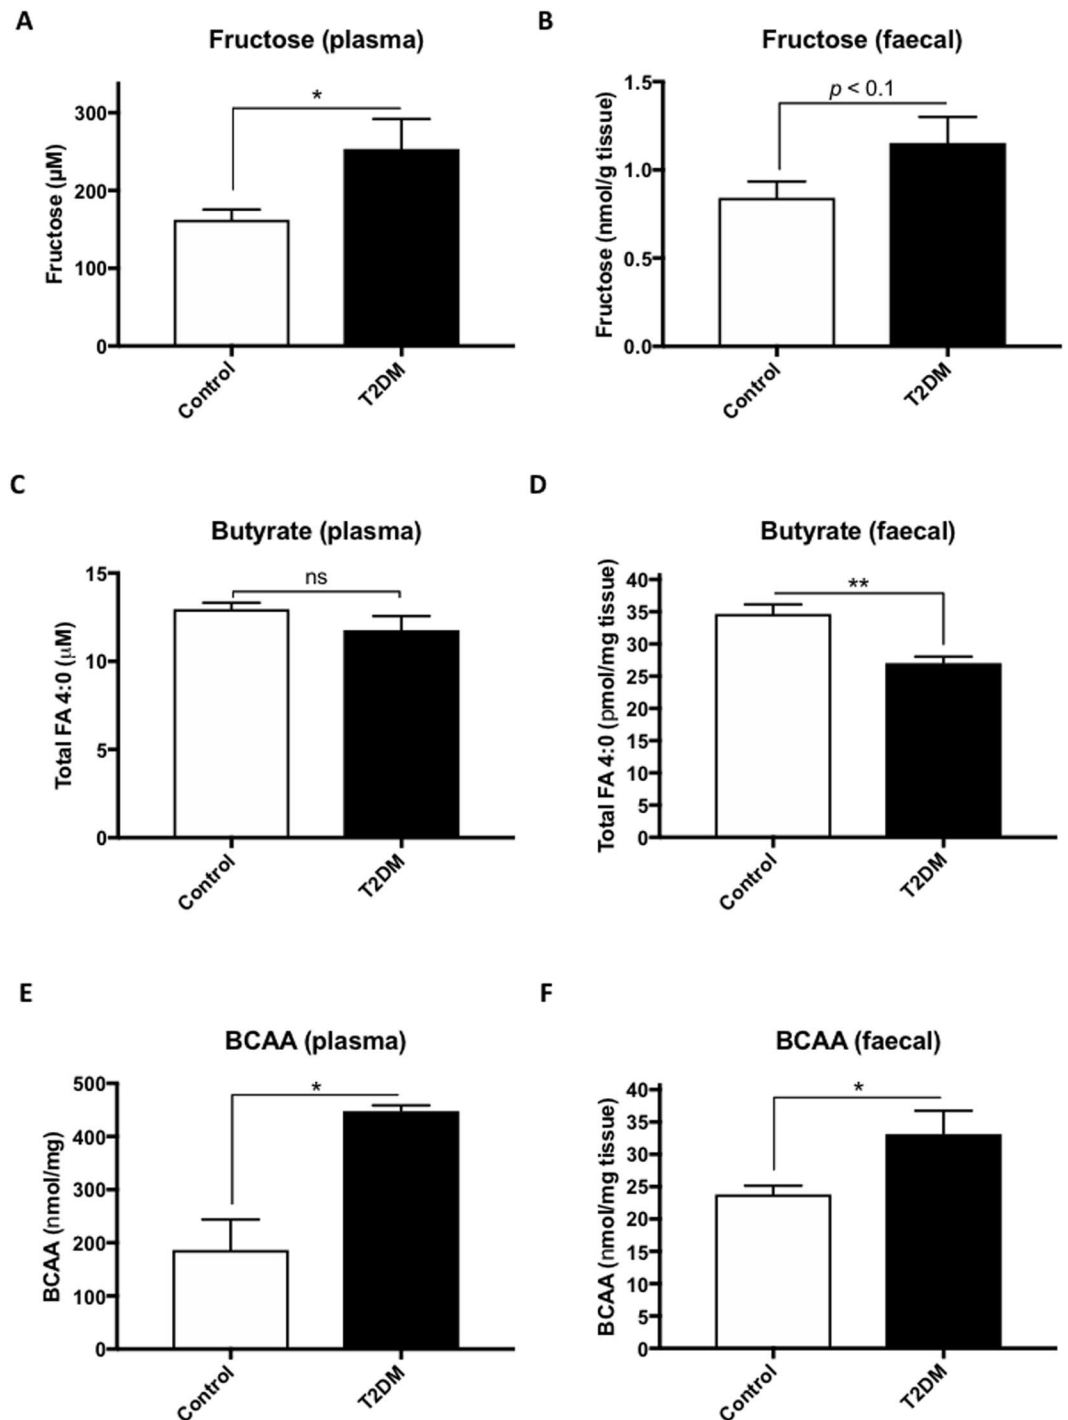 A
Fructose (plasma)
Fructose (µM)
300
200
100
0
*
Control
T2DM
B
Fructose (faecal)
Fructose (nmol/g tissue)
1.5
1.0
0.5
0.0
p < 0.1
Control
T2DM
C
Butyrate (plasma)
Total FA 4:0 (µM)
15
10
5
0
ns
Control
T2DM
D
Butyrate (faecal)
Total FA 4:0 (pmol/mg tissue)
40
35
30
25
20
15
10
5
0
**
Control
T2DM
E
BCAA (plasma)
BCAA (nmol/mg)
500
400
300
200
100
0
*
Control
T2DM
F
BCAA (faecal)
BCAA (nmol/mg tissue)
40
35
30
25
20
15
10
5
0
*
Control
T2DM